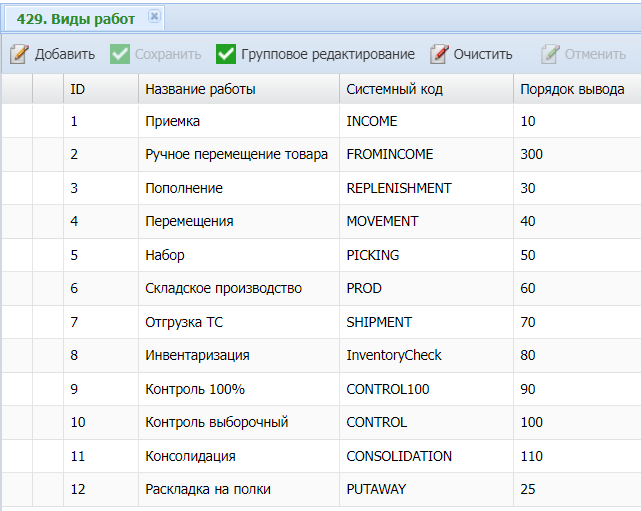 429. Виды работ
Добавить Сохранить Групповое редактирование Очистить Отменить
ID Название работы Системный код Порядок вывода
1 Приемка INCOME 10
2 Ручное перемещение товара FROMINCOME 300
3 Пополнение REPLENISHMENT 30
4 Перемещения MOVEMENT 40
5 Набор PICKING 50
6 Складское производство PROD 60
7 Отгрузка ТС SHIPMENT 70
8 Инвентаризация InventoryCheck 80
9 Контроль 100% CONTROL100 90
10 Контроль выборочный CONTROL 100
11 Консолидация CONSOLIDATION 110
12 Раскладка на полки PUTAWAY 25